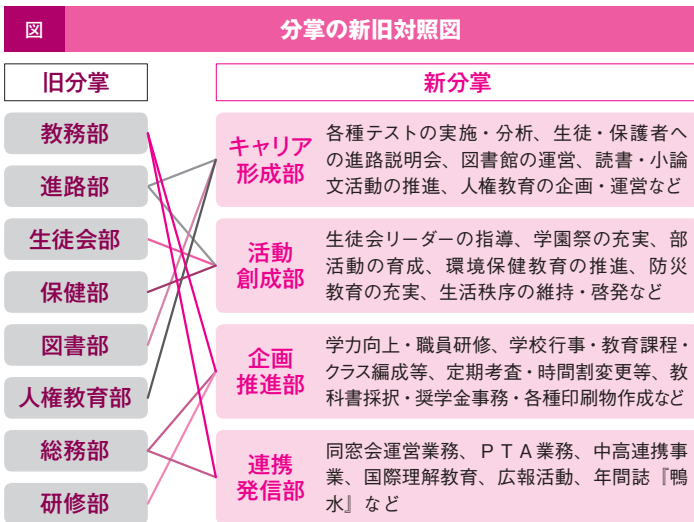 図
分掌の新旧対照図
旧分掌
新分掌
教務部
進路部
生徒会部
保健部
図書部
人権教育部
総務部
研修部
キャリア
形成部
各種テストの実施・分析、生徒・保護者へ
の進路説明会、図書館の運営、読書・小論
文活動の推進、人権教育の企画・運営など
活動
創成部
生徒会リーダーの指導、学園祭の充実、部
活動の育成、環境保健教育の推進、防災
教育の充実、生活秩序の維持・啓発など
企画
推進部
学力向上・職員研修、学校行事・教育課程・
クラス編成等、定期考査・時間割変更等、教
科書採択・奨学金事務・各種印刷物作成など
連携
発信部
同窓会運営業務、ＰＴＡ業務、中高連携事
業、国際理解教育、広報活動、年間誌『鴨
水』など